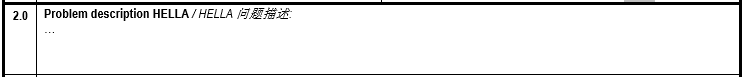 2.0 Problem description HELLA / HELLA 问题描述:
...